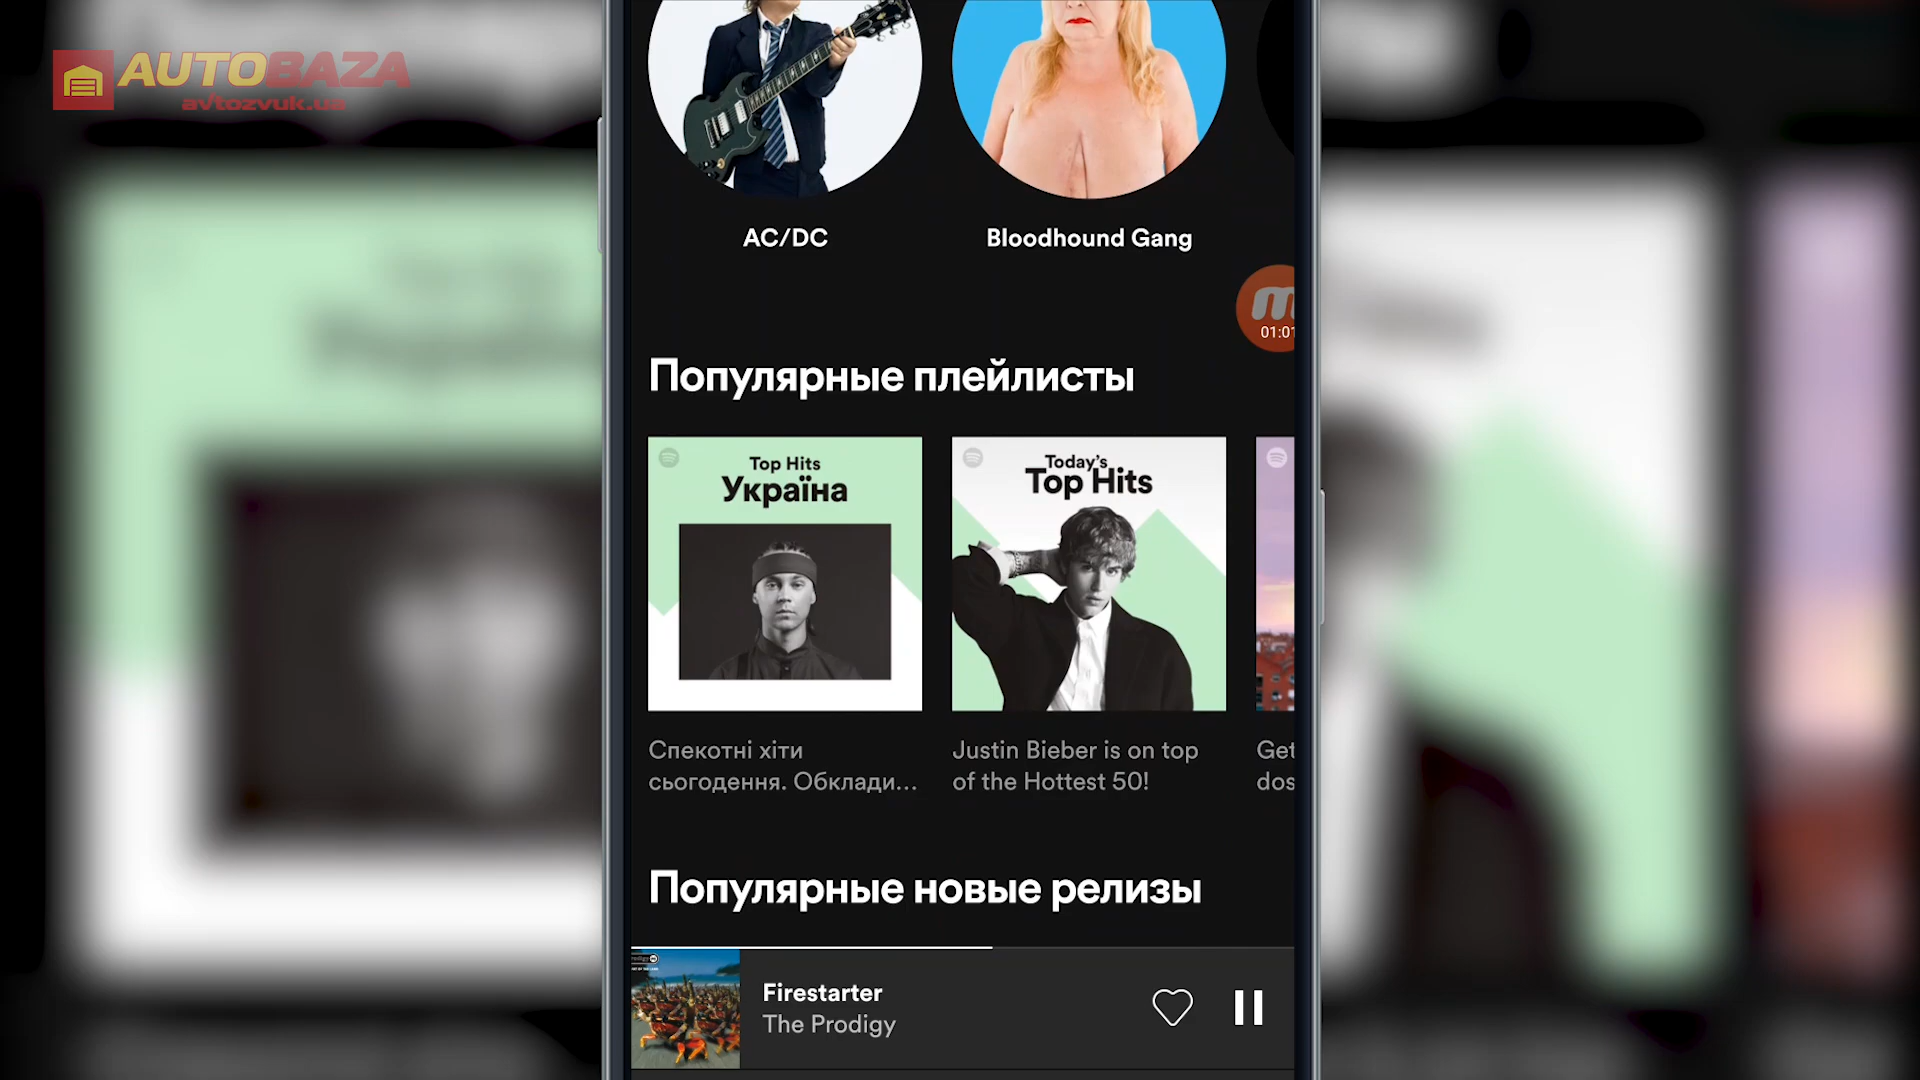 AUTOBAZA
avtozvuk.ua
AC/DC
Bloodhound Gang
01:01
Популярные плейлисты
Top Hits
Україна
Today's
Top Hits
Спекотні хіти
сьогодення. Обклади...
Justin Bieber is on top
of the Hottest 50!
Get
dos
Популярные новые релизы
Firestarter
The Prodigy